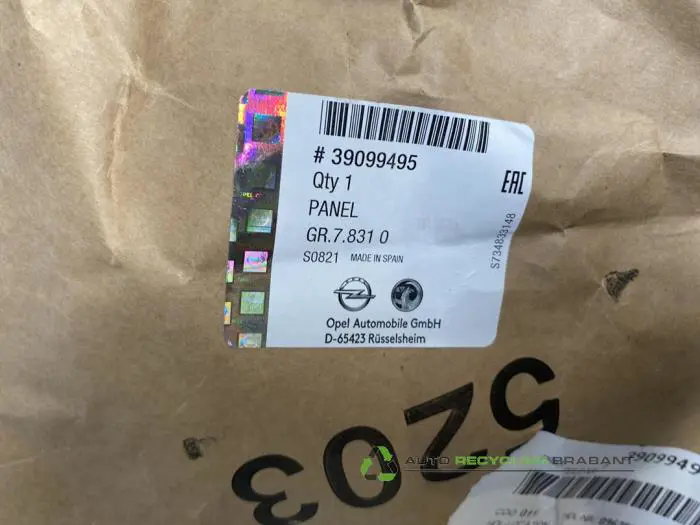 # 39099495
Qty 1
PANEL
GR.7.831 0
S0821 MADE IN SPAIN
EAC
S734833148
Opel Automobile GmbH
D-65423 Rüsselsheim
5203
AUTO RECYCLING BRABANT
3909949